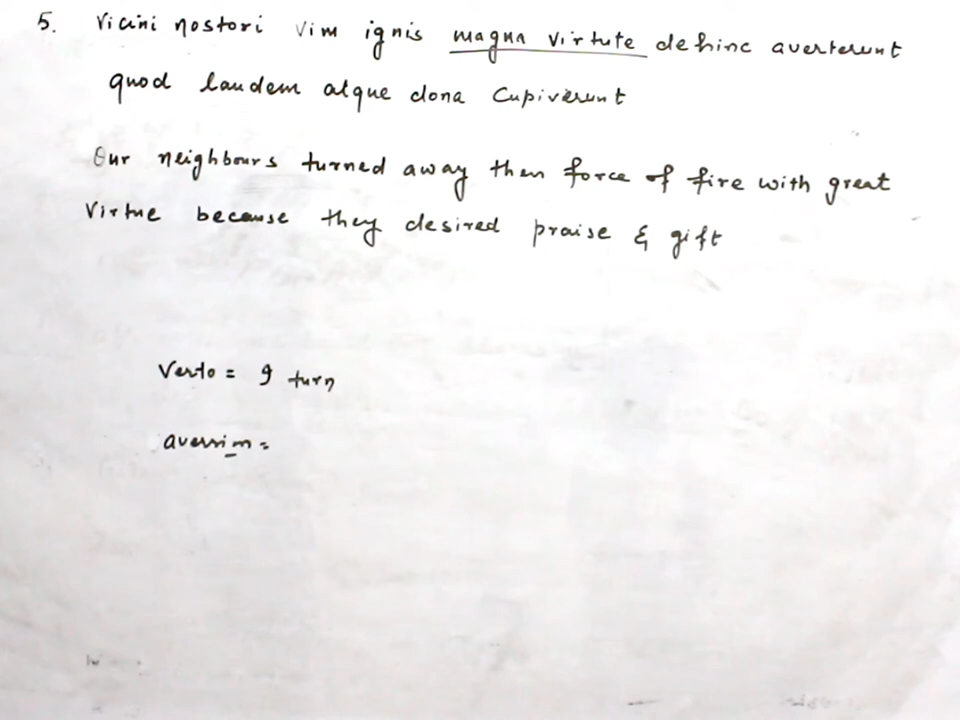 5. Vicini nostori vim ignis magna virtute dehinc averterunt
quod laudem atque dona cupiverunt
Our neighbours turned away then force of fire with great
virtue because they desired praise & gift
Verto = I turn
aversim =